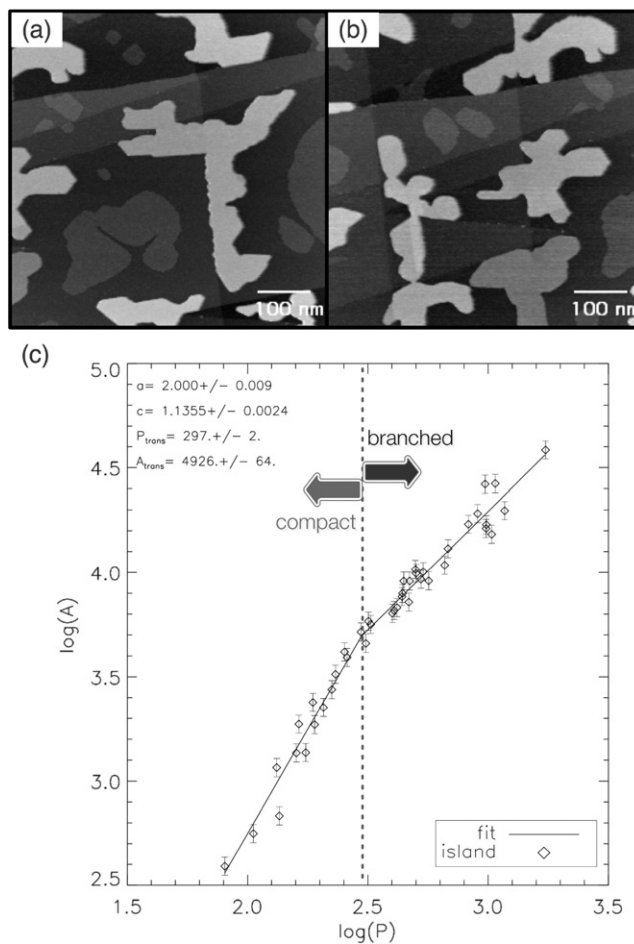 (a)
(b)
100 nm
100 nm
(c)
a= 2.000+/- 0.009
c= 1.1355+/- 0.0024
Ptrans= 297.+/- 2.
Atrans= 4926.+/- 64.
branched
compact
5.0
4.5
4.0
3.5
3.0
2.5
log(A)
fit
island
1.5
2.0
2.5
3.0
3.5
log(P)